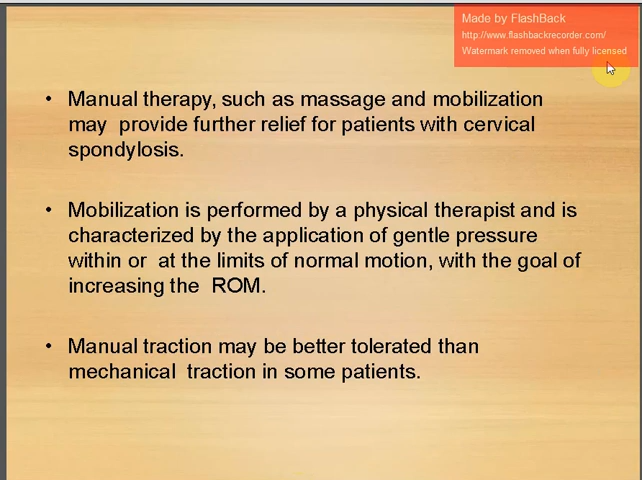 Made by FlashBack
http://www.flashbackrecorder.com/
Watermark removed when fully licensed
• Manual therapy, such as massage and mobilization
may provide further relief for patients with cervical
spondylosis.
• Mobilization is performed by a physical therapist and is
characterized by the application of gentle pressure
within or at the limits of normal motion, with the goal of
increasing the ROM.
• Manual traction may be better tolerated than
mechanical traction in some patients.